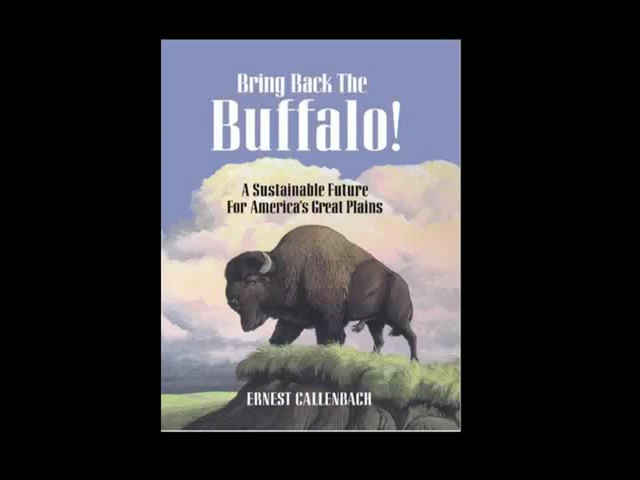 Bring Back The
Buffalo!
A Sustainable Future
For America's Great Plains
ERNEST CALLENBACH